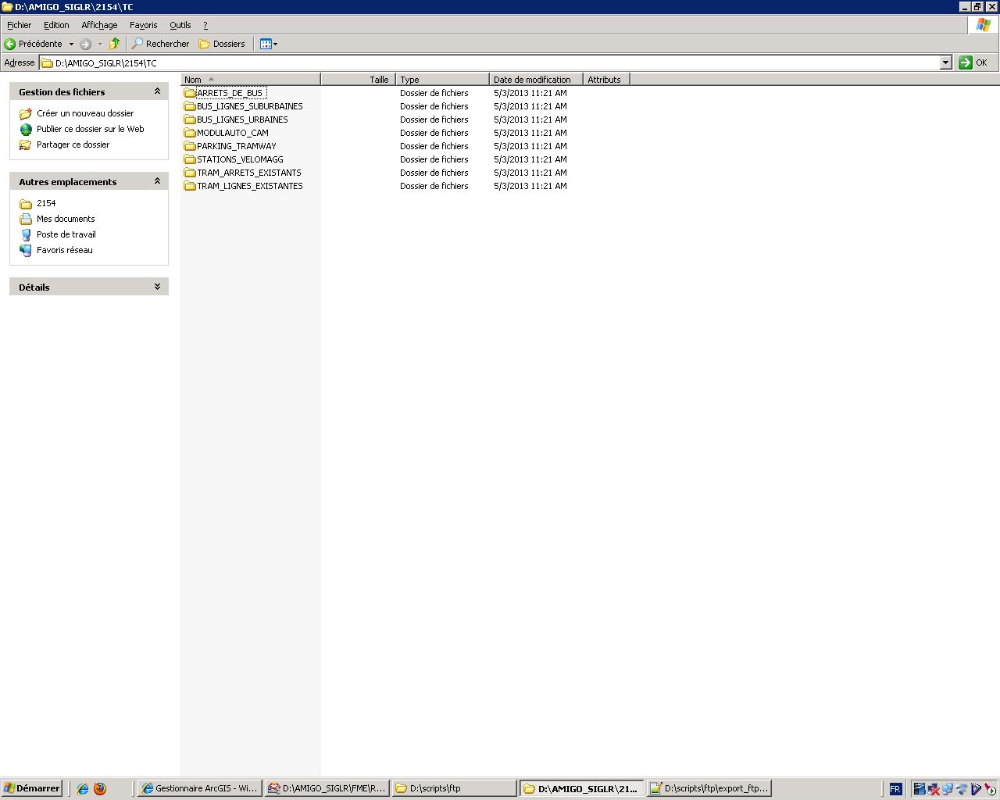 D:\AMIGO_SIGLR\2154\TC
Fichier Edition Affichage Favoris Outils ?
Précédente Rechercher Dossiers
Adresse D:\AMIGO_SIGLR\2154\TC OK
Gestion des fichiers
Créer un nouveau dossier
Publier ce dossier sur le Web
Partager ce dossier
Autres emplacements
2154
Mes documents
Poste de travail
Favoris réseau
Détails
Nom Taille Type Date de modification Attributs
ARRETS_DE_BUS Dossier de fichiers 5/3/2013 11:21 AM
BUS_LIGNES_SUBURBAINES Dossier de fichiers 5/3/2013 11:21 AM
BUS_LIGNES_URBAINES Dossier de fichiers 5/3/2013 11:21 AM
MODULAUTO_CAM Dossier de fichiers 5/3/2013 11:21 AM
PARKING_TRAMWAY Dossier de fichiers 5/3/2013 11:21 AM
STATIONS_VELOMAGG Dossier de fichiers 5/3/2013 11:21 AM
TRAM_ARRETS_EXISTANTS Dossier de fichiers 5/3/2013 11:21 AM
TRAM_LIGNES_EXISTANTES Dossier de fichiers 5/3/2013 11:21 AM
Démarrer Gestionnaire ArcGIS - Wi... D:\AMIGO_SIGLR\FME\R... D:\scripts\ftp D:\AMIGO_SIGLR\21... D:\scripts\ftp\export_ftp... FR